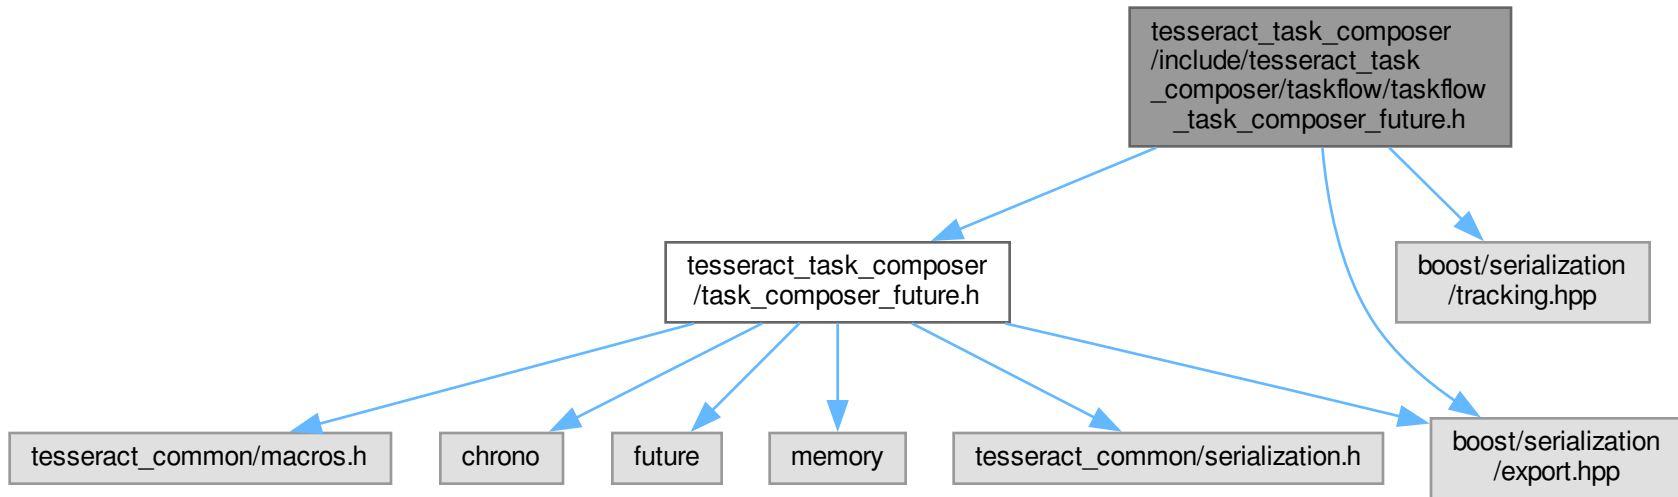 tesseract_task_composer
/include/tesseract_task
_composer/taskflow/taskflow
_task_composer_future.h
tesseract_task_composer
/task_composer_future.h
boost/serialization
/tracking.hpp
tesseract_common/macros.h
chrono
future
memory
tesseract_common/serialization.h
boost/serialization
/export.hpp